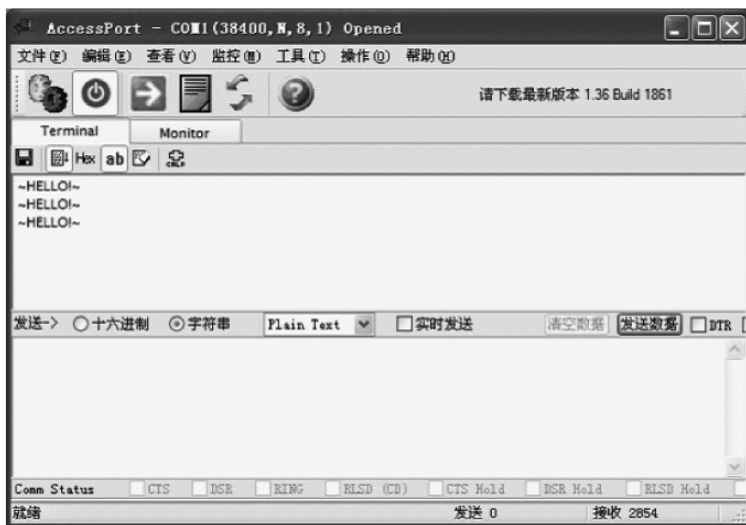 AccessPort - COM1(38400,N,8,1) Opened
文件(F) 编辑(E) 查看(V) 监控(M) 工具(T) 操作(O) 帮助(H)
请下载最新版本 1.36 Build 1861
Terminal Monitor
Hex ab
~HELLO!~
~HELLO!~
~HELLO!~
发送-> 十六进制 字符串 Plain Text 实时发送 清空数据 发送数据 DTR
Comm Status CTS DSR RING RLSD (CD) CTS Hold DSR Hold RLSD Hold
就绪 发送 0 接收 2854